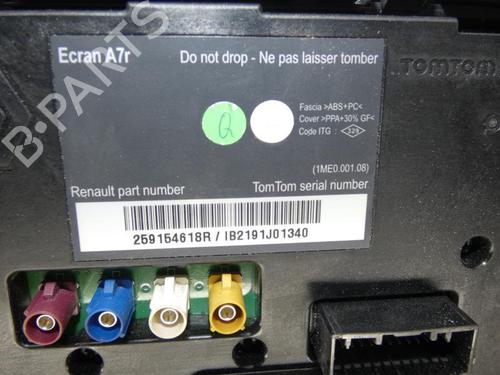 Ecran A7r
Do not drop - Ne pas laisser tomber
TOMTOM
Q
Fascia >ABS+PC<
Cover >PPA+30% GF<
Code ITG : 329
(1ME0.001.08)
Renault part number
TomTom serial number
259154618R / IB2191J01340
B-PARTS